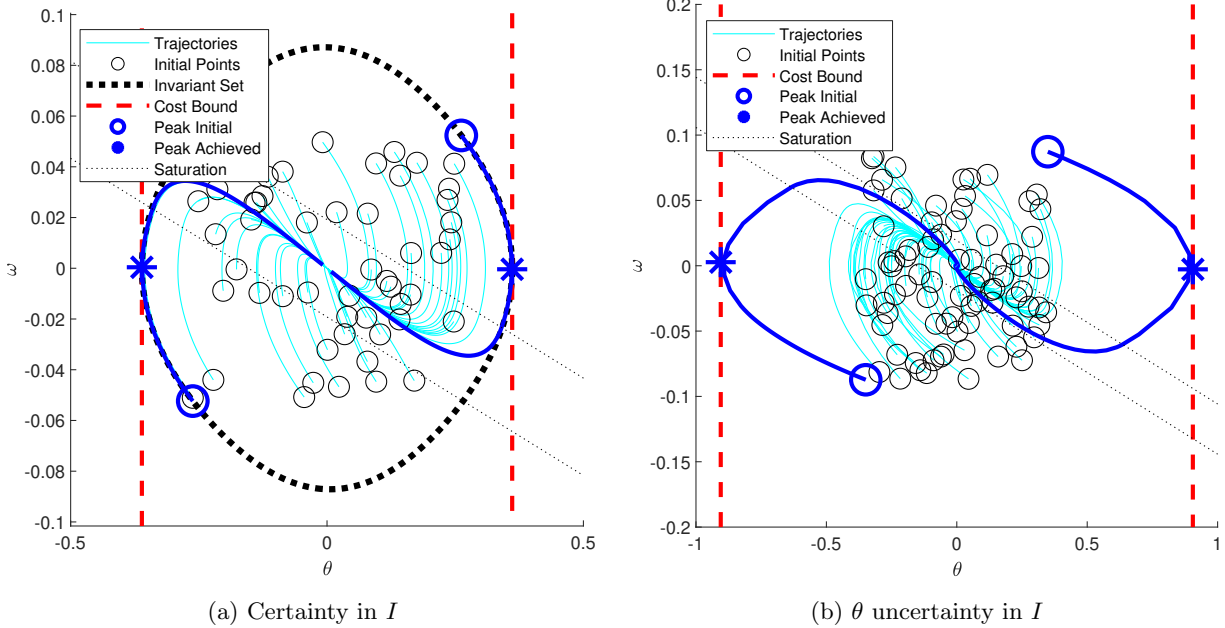 0.1
0.08
0.06
0.04
0.02
0
-0.02
-0.04
-0.06
-0.08
-0.1
ω
-0.5
0
0.5
θ
Trajectories
Initial Points
Invariant Set
Cost Bound
Peak Initial
Peak Achieved
Saturation
(a) Certainty in I
0.2
0.15
0.1
0.05
0
-0.05
-0.1
-0.15
-0.2
ω
-1
-0.5
0
0.5
1
θ
Trajectories
Initial Points
Cost Bound
Peak Initial
Peak Achieved
Saturation
(b) θ uncertainty in I